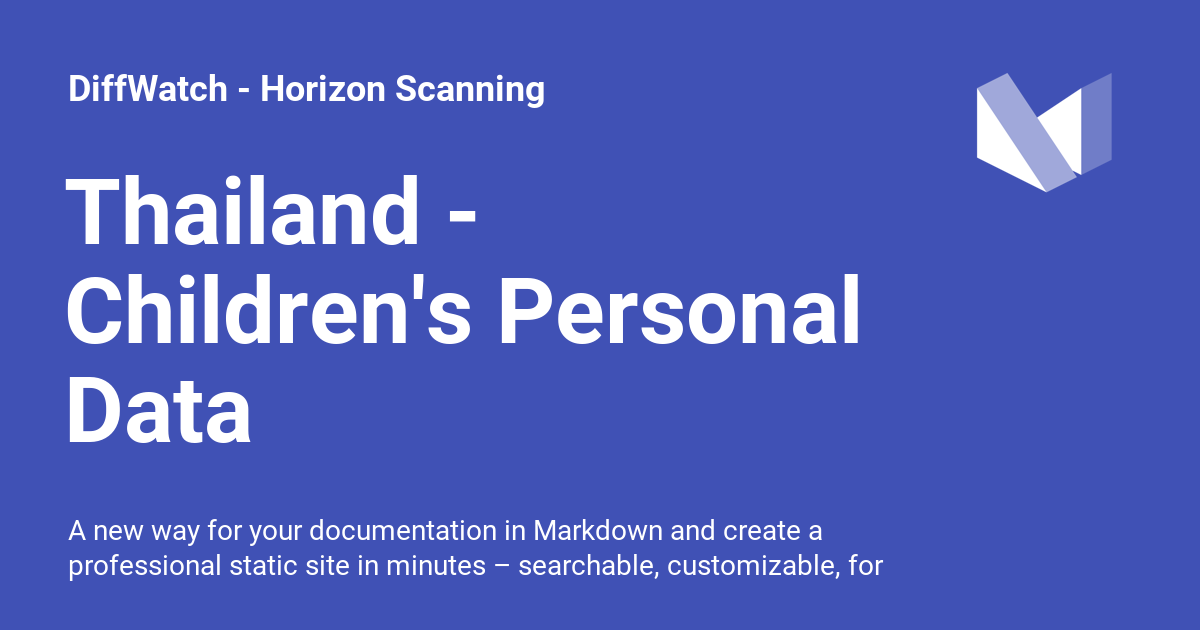 DiffWatch - Horizon Scanning
Thailand -
Children's Personal
Data
A new way for your documentation in Markdown and create a
professional static site in minutes – searchable, customizable, for